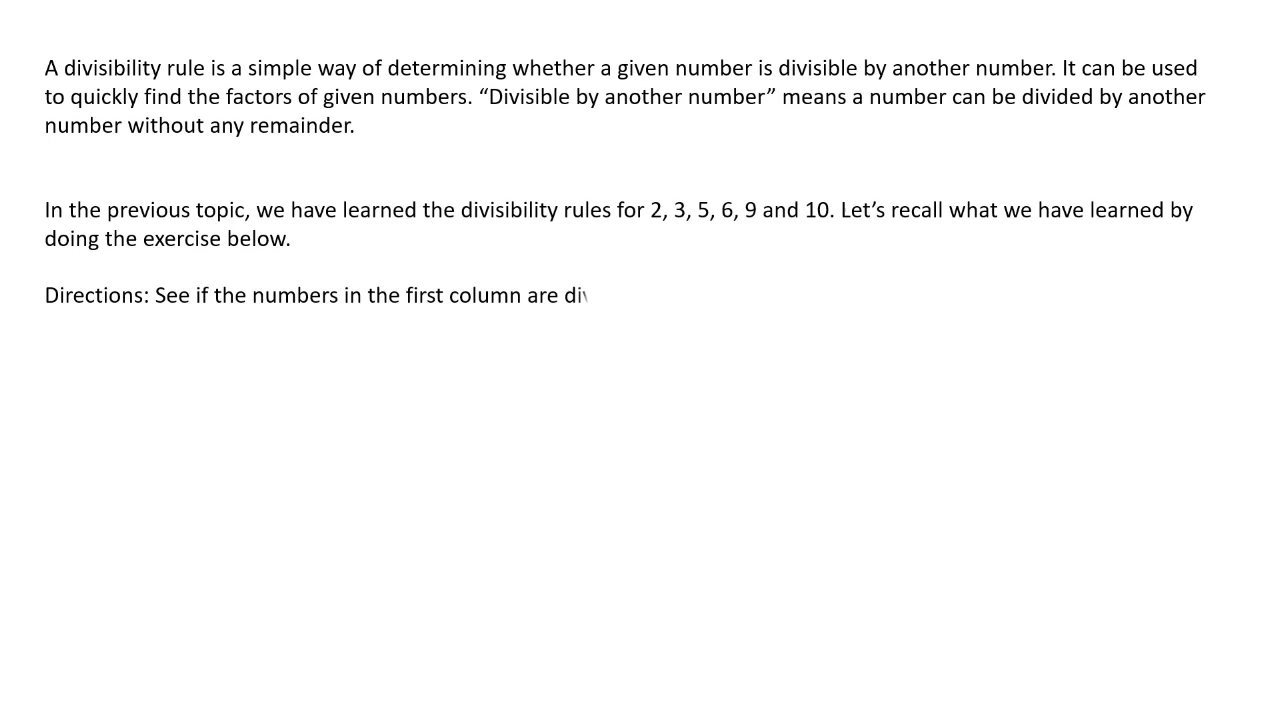 A divisibility rule is a simple way of determining whether a given number is divisible by another number. It can be used
to quickly find the factors of given numbers. “Divisible by another number” means a number can be divided by another
number without any remainder.
In the previous topic, we have learned the divisibility rules for 2, 3, 5, 6, 9 and 10. Let’s recall what we have learned by
doing the exercise below.
Directions: See if the numbers in the first column are